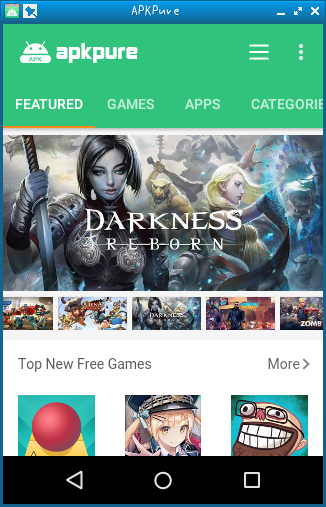 APKPure
APK apkpure
FEATURED GAMES APPS CATEGORIE
DARKNESS
REBORN
ZOMB
Top New Free Games More